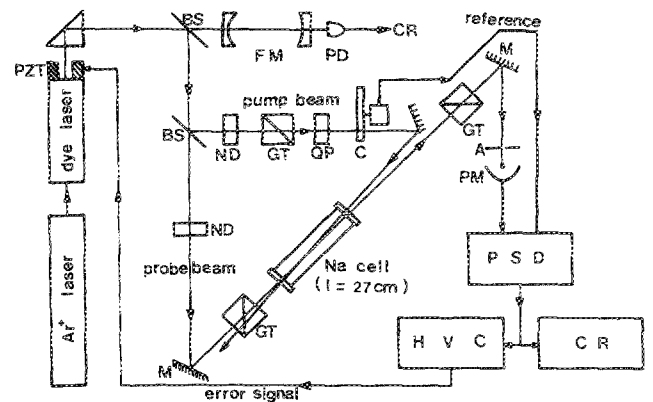 reference
BS
FM
PD
CR
M
PZT
dye laser
pump beam
GT
BS
ND
GT
QP
C
A
PM
ND
Na cell
(l = 27cm)
probe beam
P S D
Ar+ laser
GT
H V C
C R
M
error signal